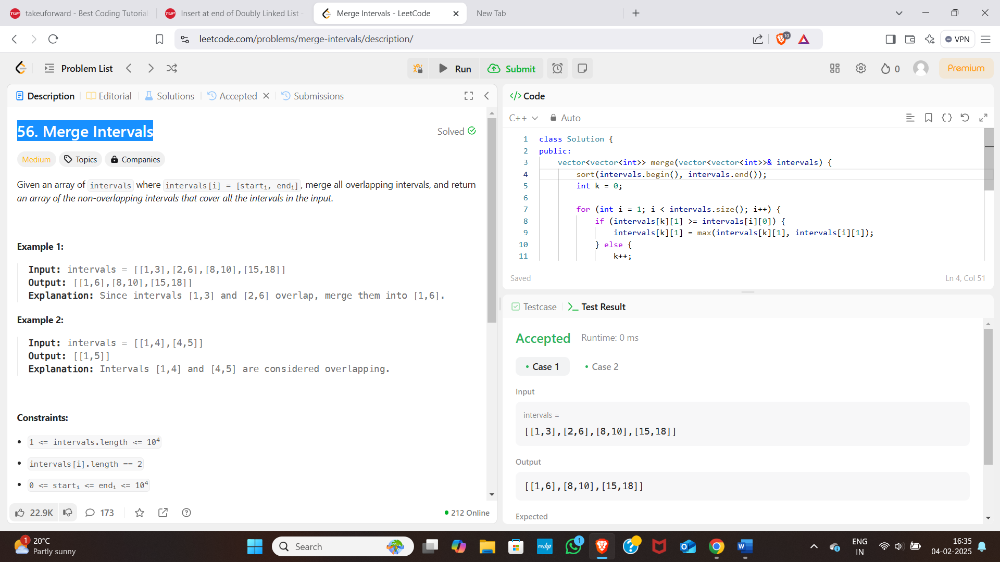 takeuforward - Best Coding Tutorial
Insert at end of Doubly Linked List -
Merge Intervals - LeetCode
New Tab
leetcode.com/problems/merge-intervals/description/
10
VPN
Problem List
Run
Submit
0
Premium
Description
Editorial
Solutions
Accepted
Submissions
56. Merge Intervals
Solved
Medium
Topics
Companies
Given an array of intervals where intervals[i] = [starti, endi], merge all overlapping intervals, and return
an array of the non-overlapping intervals that cover all the intervals in the input.
Example 1:
Input: intervals = [[1,3],[2,6],[8,10],[15,18]]
Output: [[1,6],[8,10],[15,18]]
Explanation: Since intervals [1,3] and [2,6] overlap, merge them into [1,6].
Example 2:
Input: intervals = [[1,4],[4,5]]
Output: [[1,5]]
Explanation: Intervals [1,4] and [4,5] are considered overlapping.
Constraints:
• 1 <= intervals.length <= 10^4
• intervals[i].length == 2
• 0 <= starti <= endi <= 10^4
22.9K
173
212 Online
</> Code
C++
Auto
1 class Solution {
2 public:
3 vector<vector<int>> merge(vector<vector<int>>& intervals) {
4 sort(intervals.begin(), intervals.end());
5 int k = 0;
6
7 for (int i = 1; i < intervals.size(); i++) {
8 if (intervals[k][1] >= intervals[i][0]) {
9 intervals[k][1] = max(intervals[k][1], intervals[i][1]);
10 } else {
11 k++;
Saved
Ln 4, Col 51
Testcase
Test Result
Accepted
Runtime: 0 ms
• Case 1
• Case 2
Input
intervals =
[[1,3],[2,6],[8,10],[15,18]]
Output
[[1,6],[8,10],[15,18]]
Expected
1
20°C
Partly sunny
Search
myhp
1
ENG
IN
16:35
04-02-2025